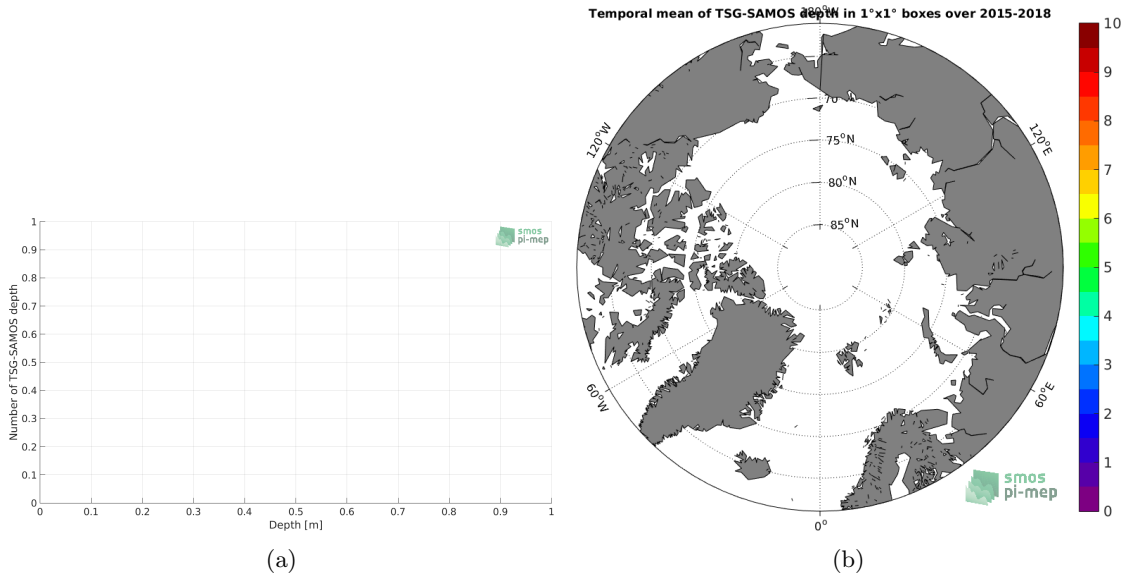 Temporal mean of TSG-SAMOS depth in 1°x1° boxes over 2015-2018
180°W
10
9
8
7
6
5
4
3
2
1
0
120°W
120°E
70
75°N
80°N
85°N
60°W
60°E
0°
smos
pi-mep
1
0.9
0.8
0.7
0.6
0.5
0.4
0.3
0.2
0.1
0
Number of TSG-SAMOS depth
smos
pi-mep
0
0.1
0.2
0.3
0.4
0.5
0.6
0.7
0.8
0.9
1
Depth [m]
(a)
(b)